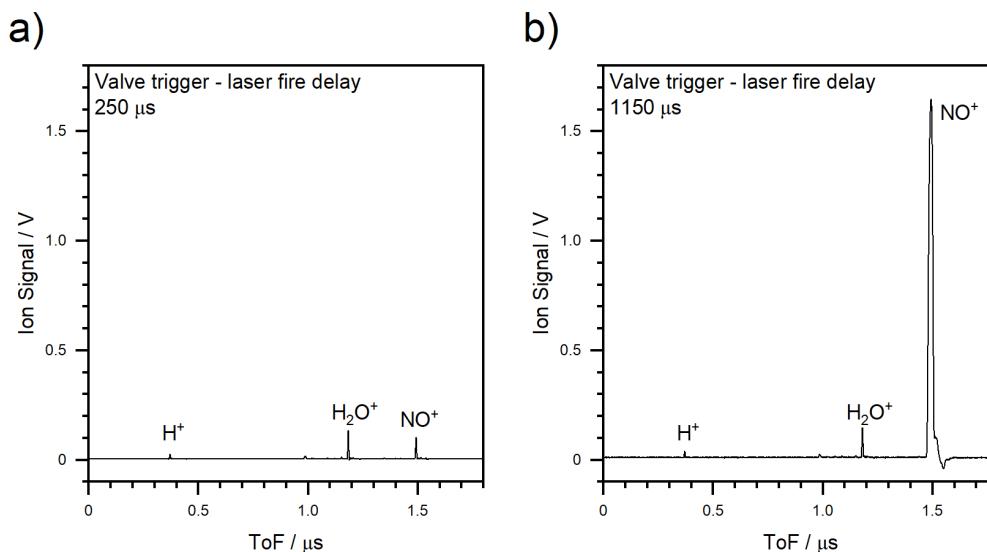 a)
Valve trigger - laser fire delay
250 μs
Ion Signal / V
1.5
1.0
0.5
0
H⁺
H₂O⁺
NO⁺
0
0.5
1.0
1.5
ToF / μs
b)
Valve trigger - laser fire delay
1150 μs
Ion Signal / V
1.5
1.0
0.5
0
NO⁺
H⁺
H₂O⁺
0
0.5
1.0
1.5
ToF / μs